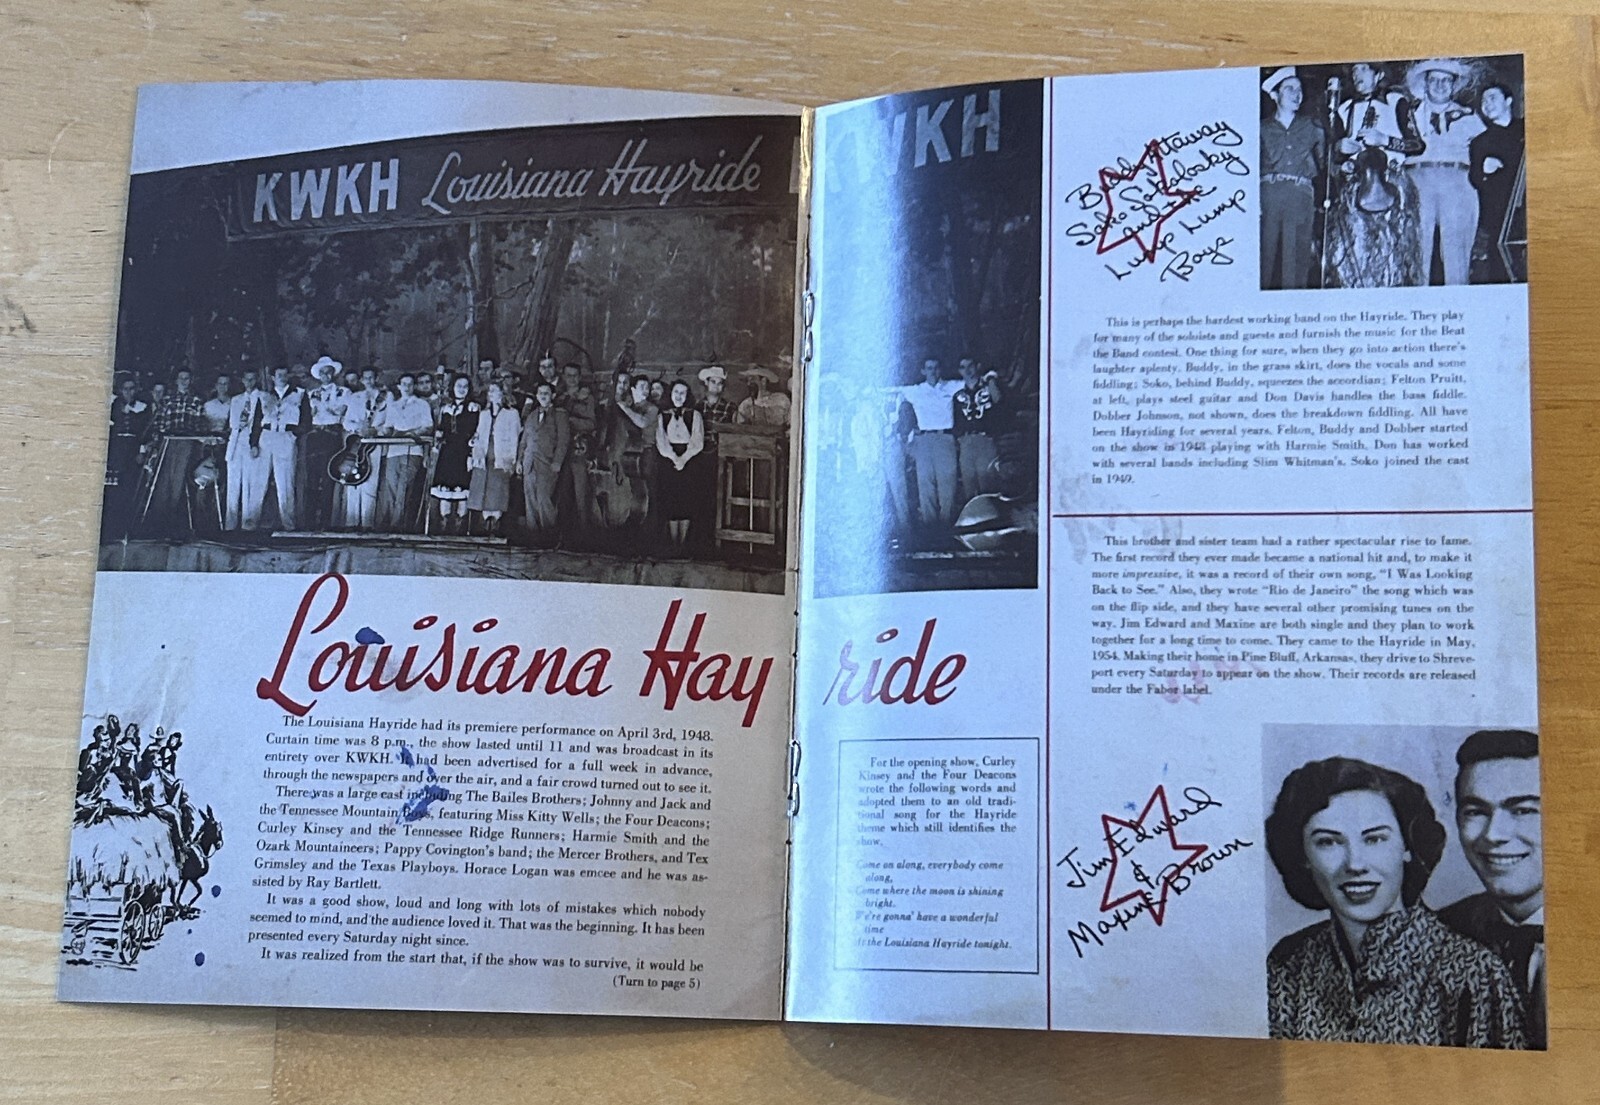 KWKH Louisiana Hayride
KWKH
Louisiana Hay ride
The Louisiana Hayride had its premiere performance on April 3rd, 1948.
Curtain time was 8 p.m., the show lasted until 11 and was broadcast in its
entirety over KWKH. It had been advertised for a full week in advance,
through the newspapers and over the air, and a fair crowd turned out to see it.
There was a large cast including The Bailes Brothers; Johnny and Jack and
the Tennessee Mountain Boys, featuring Miss Kitty Wells; the Four Deacons;
Curley Kinsey and the Tennessee Ridge Runners; Harmie Smith and the
Ozark Mountaineers; Pappy Covington's band; the Mercer Brothers, and Tex
Grimsley and the Texas Playboys. Horace Logan was emcee and he was as-
sisted by Ray Bartlett.
It was a good show, loud and long with lots of mistakes which nobody
seemed to mind, and the audience loved it. That was the beginning. It has been
presented every Saturday night since.
It was realized from the start that, if the show was to survive, it would be
(Turn to page 5)
For the opening show, Curley
Kinsey and the Four Deacons
wrote the following words and
adopted them to an old tradi-
tional song for the Hayride
theme which still identifies the
show.
Come on along, everybody come
along,
Come where the moon is shining
bright.
We're gonna' have a wonderful
time
At the Louisiana Hayride tonight.
Buddy Attaway
Soko Sokolosky
and the
Lump Lump
Boys
This is perhaps the hardest working band on the Hayride. They play
for many of the soloists and guests and furnish the music for the Beat
the Band contest. One thing for sure, when they go into action there's
laughter aplenty. Buddy, in the grass skirt, does the vocals and some
fiddling; Soko, behind Buddy, squeezes the accordian; Felton Pruitt,
at left, plays steel guitar and Don Davis handles the bass fiddle.
Dobber Johnson, not shown, does the breakdown fiddling. All have
been Hayriding for several years. Felton, Buddy and Dobber started
on the show in 1948 playing with Harmie Smith. Don has worked
with several bands including Slim Whitman's. Soko joined the cast
in 1949.
This brother and sister team had a rather spectacular rise to fame.
The first record they ever made became a national hit and, to make it
more impressive, it was a record of their own song, "I Was Looking
Back to See." Also, they wrote "Rio de Janeiro" the song which was
on the flip side, and they have several other promising tunes on the
way. Jim Edward and Maxine are both single and they plan to work
together for a long time to come. They came to the Hayride in May,
1954. Making their home in Pine Bluff, Arkansas, they drive to Shreve-
port every Saturday to appear on the show. Their records are released
under the Fabor label.
Jim Edward
&
Maxine Brown